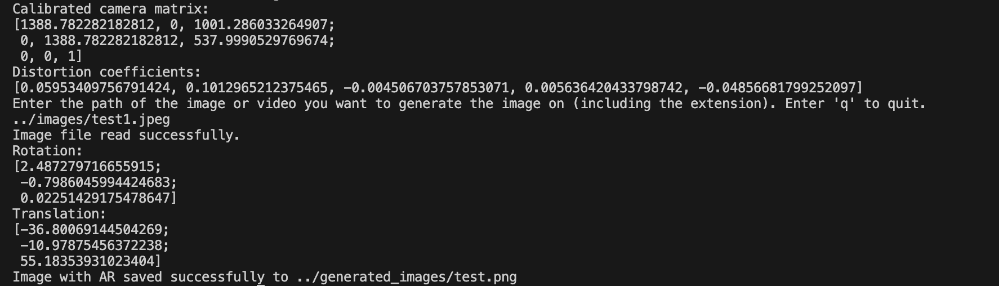 Calibrated camera matrix:
[1388.782282182812, 0, 1001.286033264907;
 0, 1388.782282182812, 537.9990529769674;
 0, 0, 1]
Distortion coefficients:
[0.05953409756791424, 0.1012965212375465, -0.004506703757853071, 0.005636420433798742, -0.04856681799252097]
Enter the path of the image or video you want to generate the image on (including the extension). Enter 'q' to quit.
../images/test1.jpeg
Image file read successfully.
Rotation:
[2.487279716655915;
 -0.7986045994424683;
 0.02251429175478647]
Translation:
[-36.80069144504269;
 -10.97875456372238;
 55.18353931023404]
Image with AR saved successfully to ../generated_images/test.png